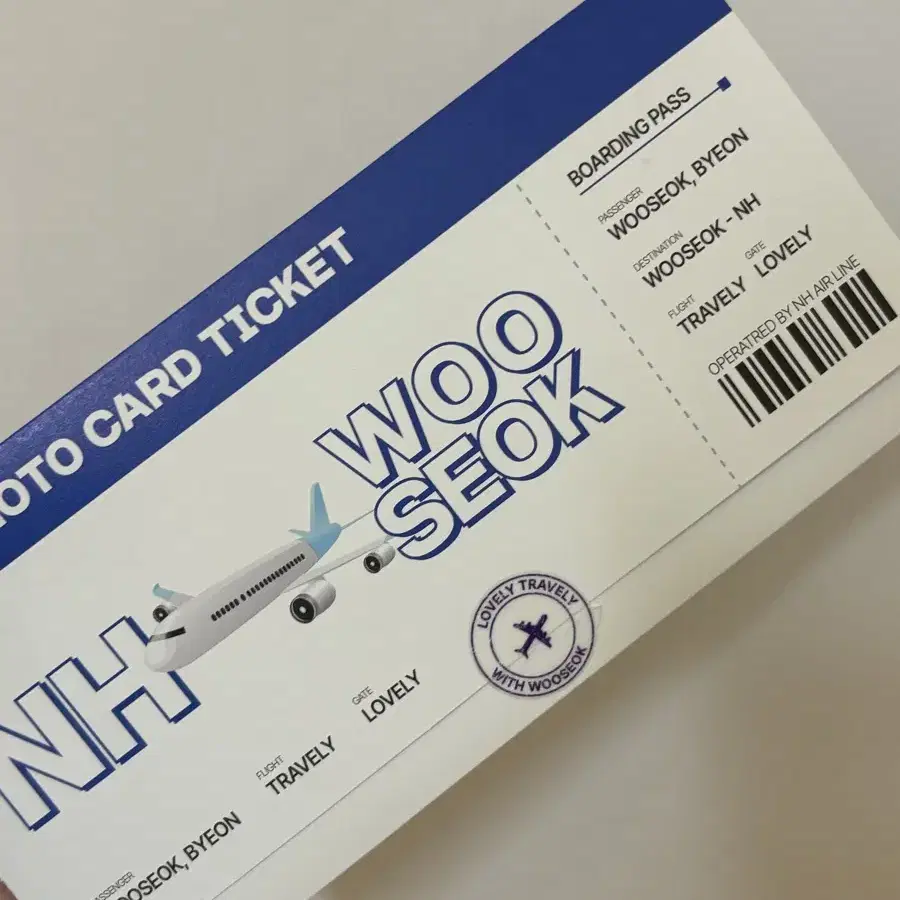 OTO CARD TICKET
NH
WOO
SEOK
OOSEOK, BYEON
FLIGHT
TRAVELY
GATE
LOVELY
LOVELY TRAVELY
WITH WOOSEOK
BOARDING PASS
PASSENGER
WOOSEOK, BYEON
DESTINATION
WOOSEOK - NH
FLIGHT GATE
TRAVELY LOVELY
OPERATRED BY NH AIR LINE